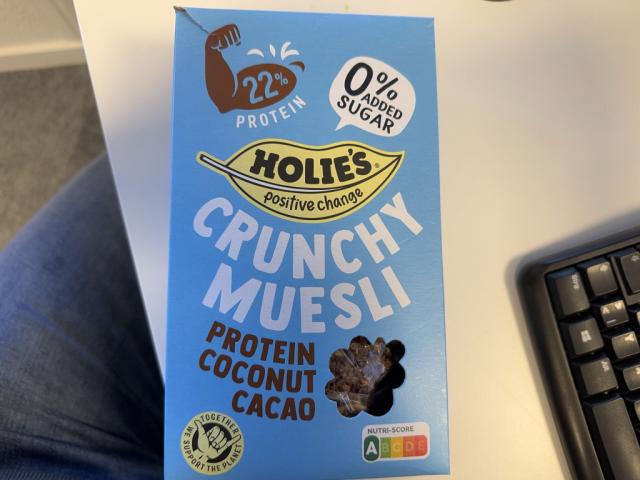 22%
PROTEIN
0%
ADDED
SUGAR
HOLIE'S®
positive change
CRUNCHY
MUESLI
PROTEIN
COCONUT
CACAO
TOGETHER
WE SUPPORT THE PLANET
NUTRI-SCORE
A B C D E